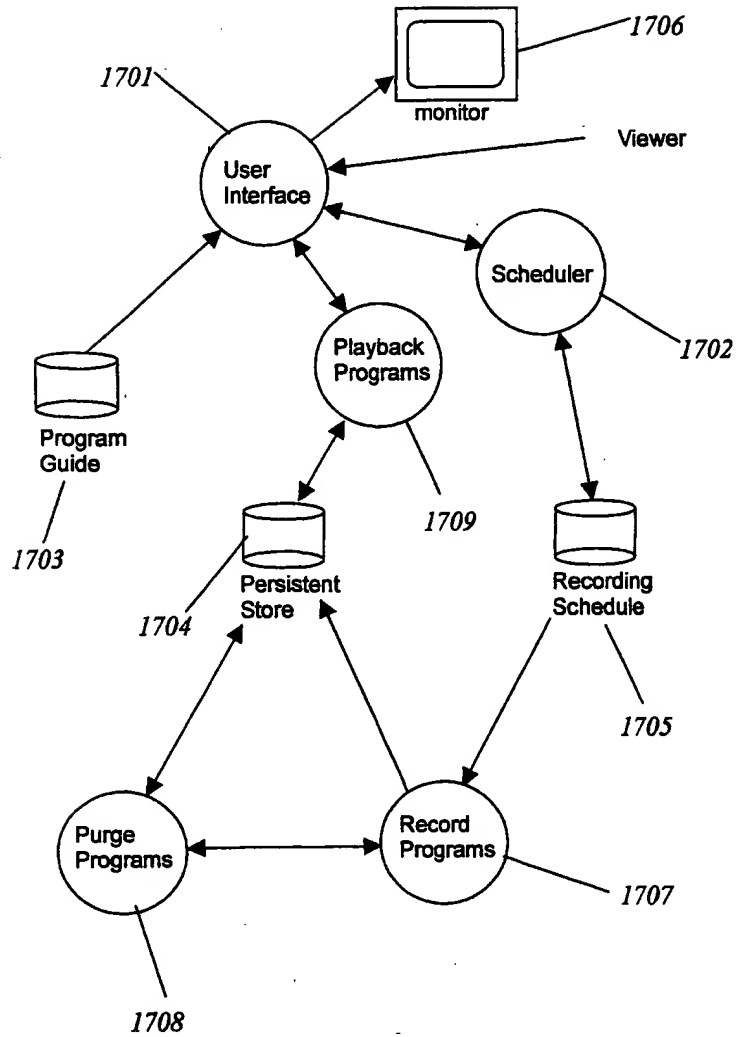 1706
1701
monitor
Viewer
User
Interface
Scheduler
1702
Playback
Programs
Program
Guide
1703
1709
Persistent
Store
1704
Recording
Schedule
1705
Purge
Programs
Record
Programs
1707
1708